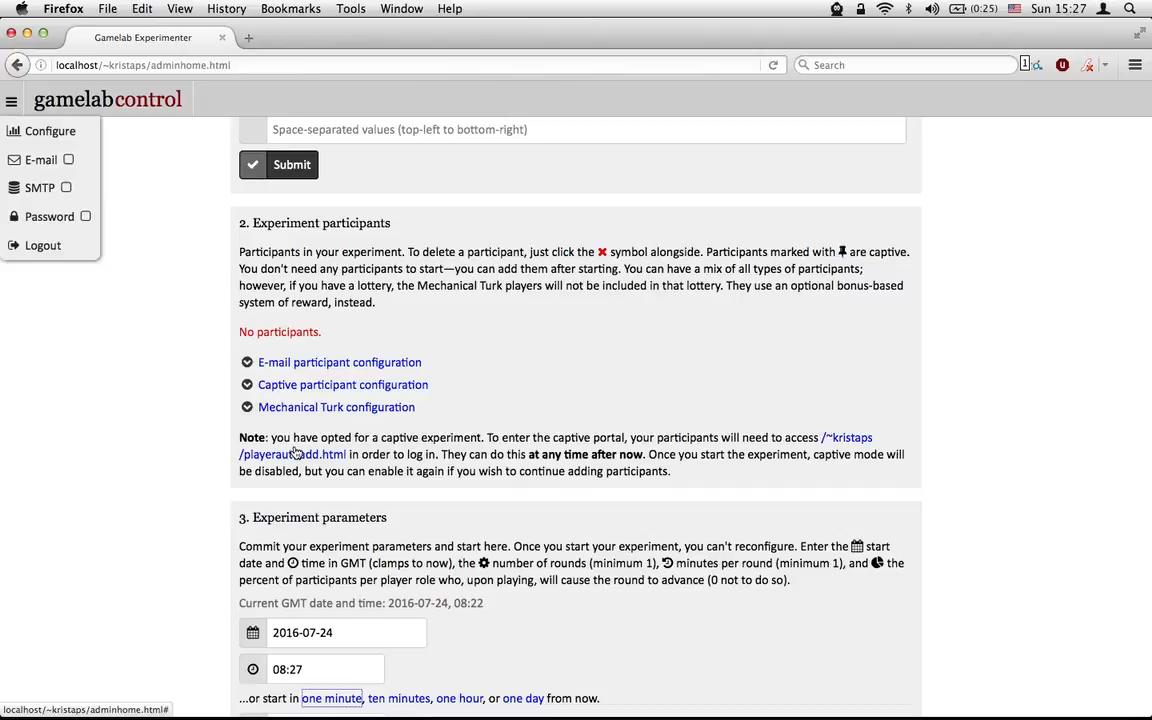 Firefox File Edit View History Bookmarks Tools Window Help (0:25) Sun 15:27
Gamelab Experimenter
localhost/~kristaps/adminhome.html Search 1
gamelabcontrol
Configure
E-mail
SMTP
Password
Logout
Space-separated values (top-left to bottom-right)
Submit
2. Experiment participants
Participants in your experiment. To delete a participant, just click the symbol alongside. Participants marked with are captive.
You don't need any participants to start—you can add them after starting. You can have a mix of all types of participants;
however, if you have a lottery, the Mechanical Turk players will not be included in that lottery. They use an optional bonus-based
system of reward, instead.
No participants.
E-mail participant configuration
Captive participant configuration
Mechanical Turk configuration
Note: you have opted for a captive experiment. To enter the captive portal, your participants will need to access /~kristaps
/playerautoadd.html in order to log in. They can do this at any time after now. Once you start the experiment, captive mode will
be disabled, but you can enable it again if you wish to continue adding participants.
3. Experiment parameters
Commit your experiment parameters and start here. Once you start your experiment, you can't reconfigure. Enter the start
date and time in GMT (clamps to now), the number of rounds (minimum 1), minutes per round (minimum 1), and the
percent of participants per player role who, upon playing, will cause the round to advance (0 not to do so).
Current GMT date and time: 2016-07-24, 08:22
2016-07-24
08:27
...or start in one minute, ten minutes, one hour, or one day from now.
localhost/~kristaps/adminhome.html#